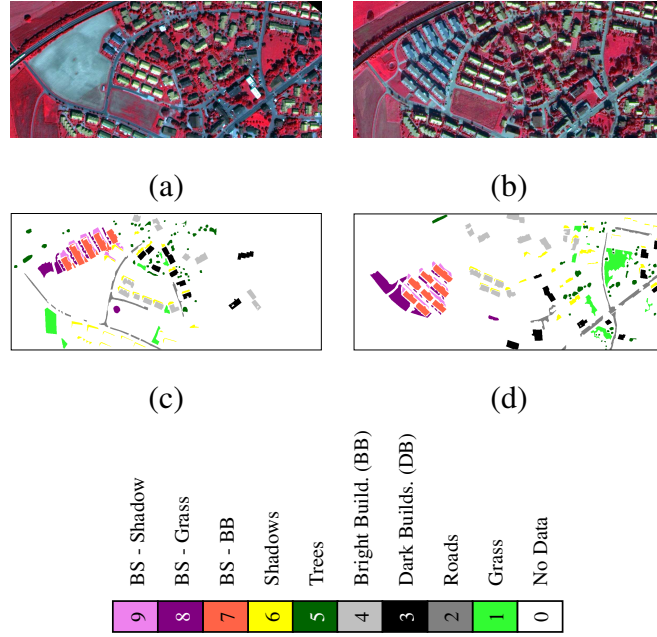 (a)
(b)
(c)
(d)
BS - Shadow
BS - Grass
BS - BB
Shadows
Trees
Bright Build. (BB)
Dark Builds. (DB)
Roads
Grass
No Data
9
8
7
6
5
4
3
2
1
0